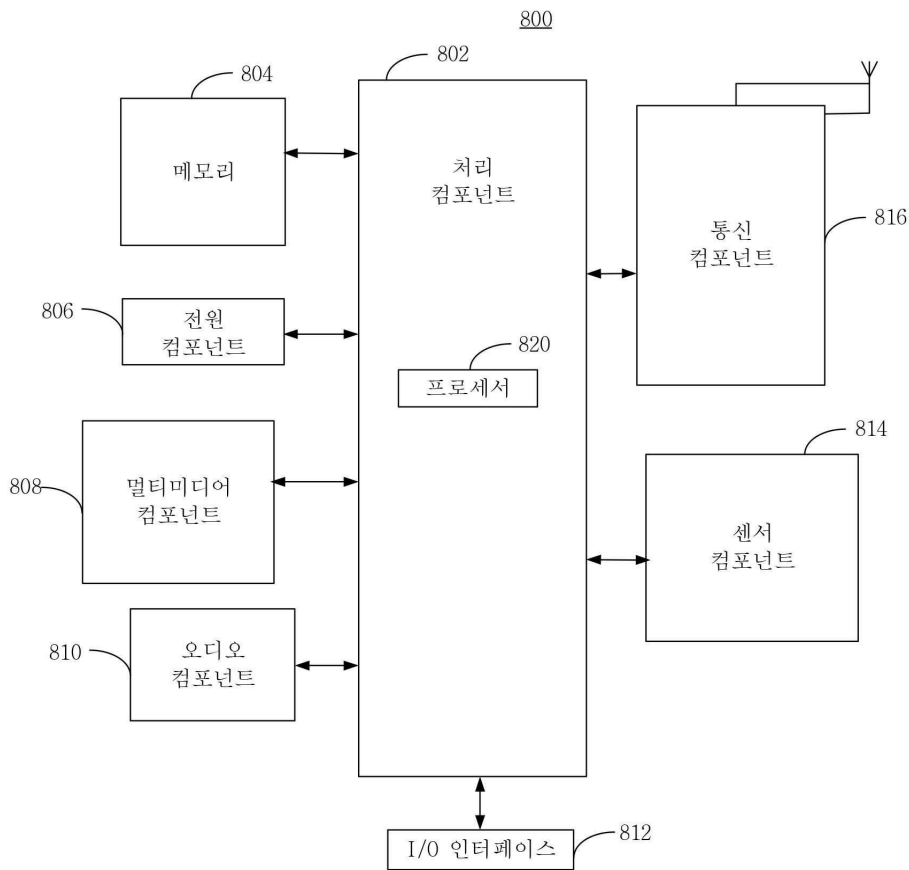 800
802
804
메모리
처리
컴포넌트
통신
컴포넌트
816
806
전원
컴포넌트
820
프로세서
814
808
멀티미디어
컴포넌트
센서
컴포넌트
810
오디오
컴포넌트
I/O 인터페이스
812